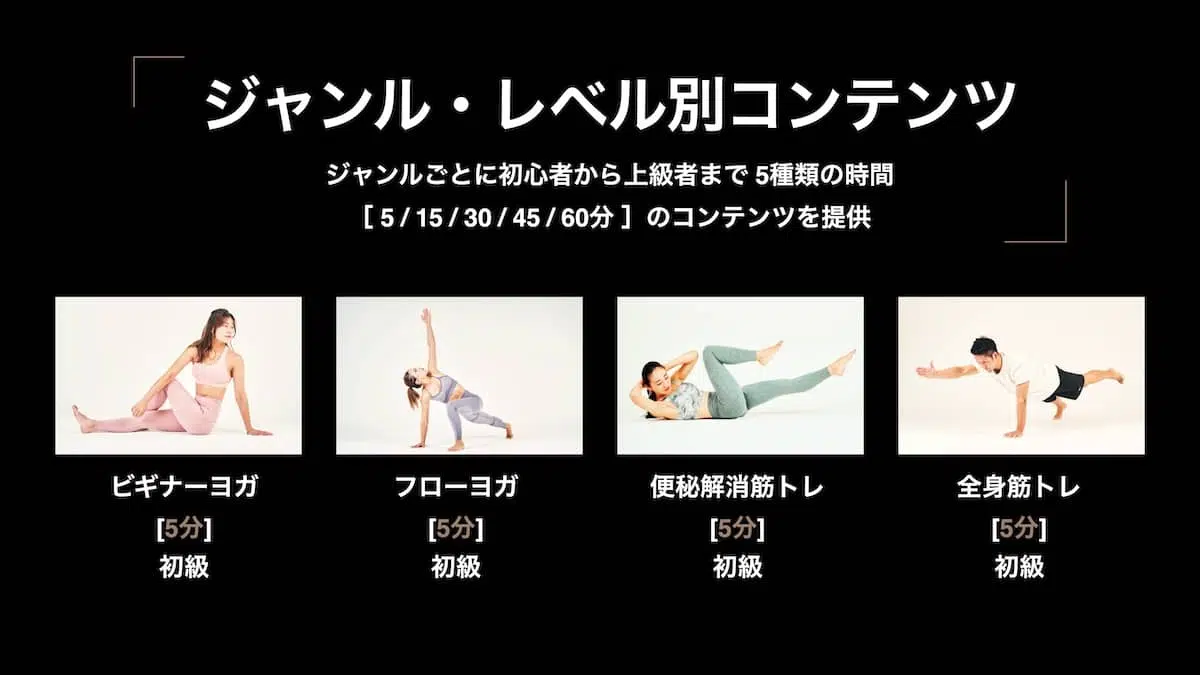 ジャンル・レベル別コンテンツ
ジャンルごとに初心者から上級者まで 5種類の時間
[ 5 / 15 / 30 / 45 / 60分 ] のコンテンツを提供
ビギナーヨガ
[5分]
初級
フローヨガ
[5分]
初級
便秘解消筋トレ
[5分]
初級
全身筋トレ
[5分]
初級